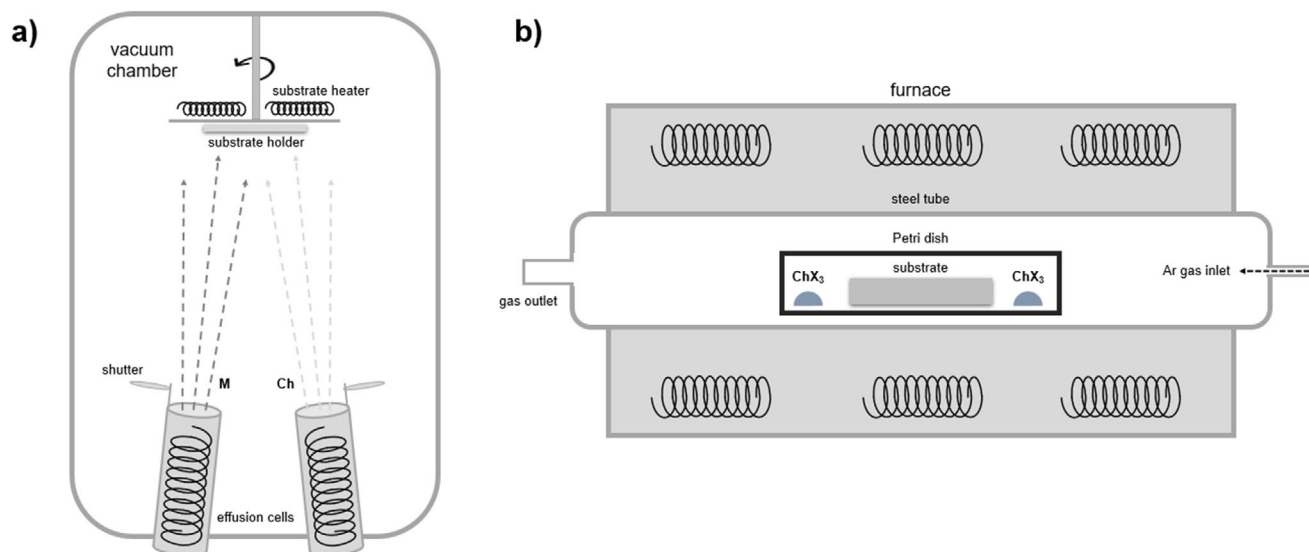 a)
vacuum
chamber
substrate heater
substrate holder
shutter
M
Ch
effusion cells
b)
furnace
steel tube
Petri dish
substrate
ChX₃
ChX₃
Ar gas inlet
gas outlet